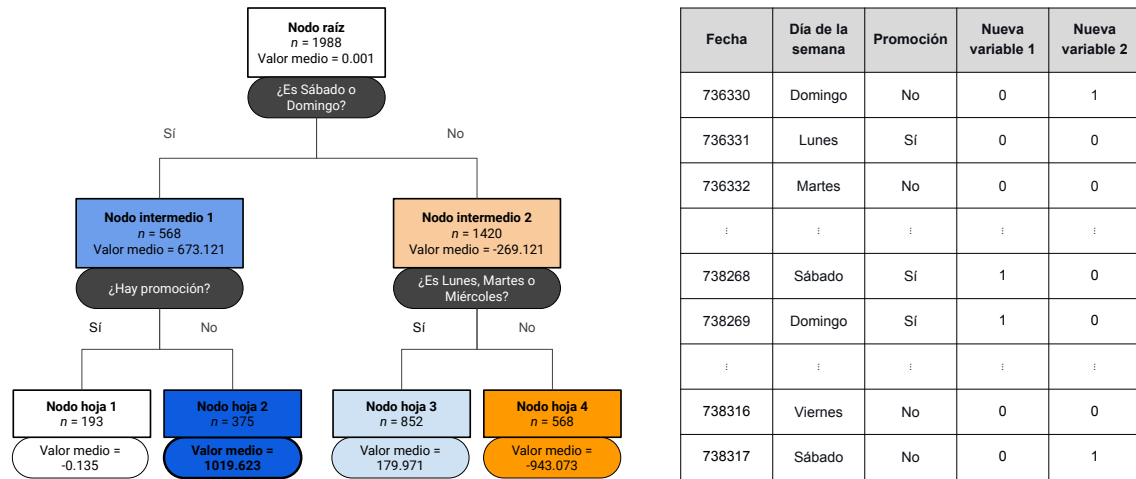 Nodo raíz
n = 1988
Valor medio = 0.001
¿Es Sábado o
Domingo?
Sí
No
Nodo intermedio 1
n = 568
Valor medio = 673.121
¿Hay promoción?
Nodo intermedio 2
n = 1420
Valor medio = -269.121
¿Es Lunes, Martes o
Miércoles?
Sí
No
Sí
No
Nodo hoja 1
n = 193
Valor medio =
-0.135
Nodo hoja 2
n = 375
Valor medio =
1019.623
Nodo hoja 3
n = 852
Valor medio =
179.971
Nodo hoja 4
n = 568
Valor medio =
-943.073
Fecha Día de la semana Promoción Nueva variable 1 Nueva variable 2
736330 Domingo No 0 1
736331 Lunes Sí 0 0
736332 Martes No 0 0
⋮ ⋮ ⋮ ⋮ ⋮
738268 Sábado Sí 1 0
738269 Domingo Sí 1 0
⋮ ⋮ ⋮ ⋮ ⋮
738316 Viernes No 0 0
738317 Sábado No 0 1